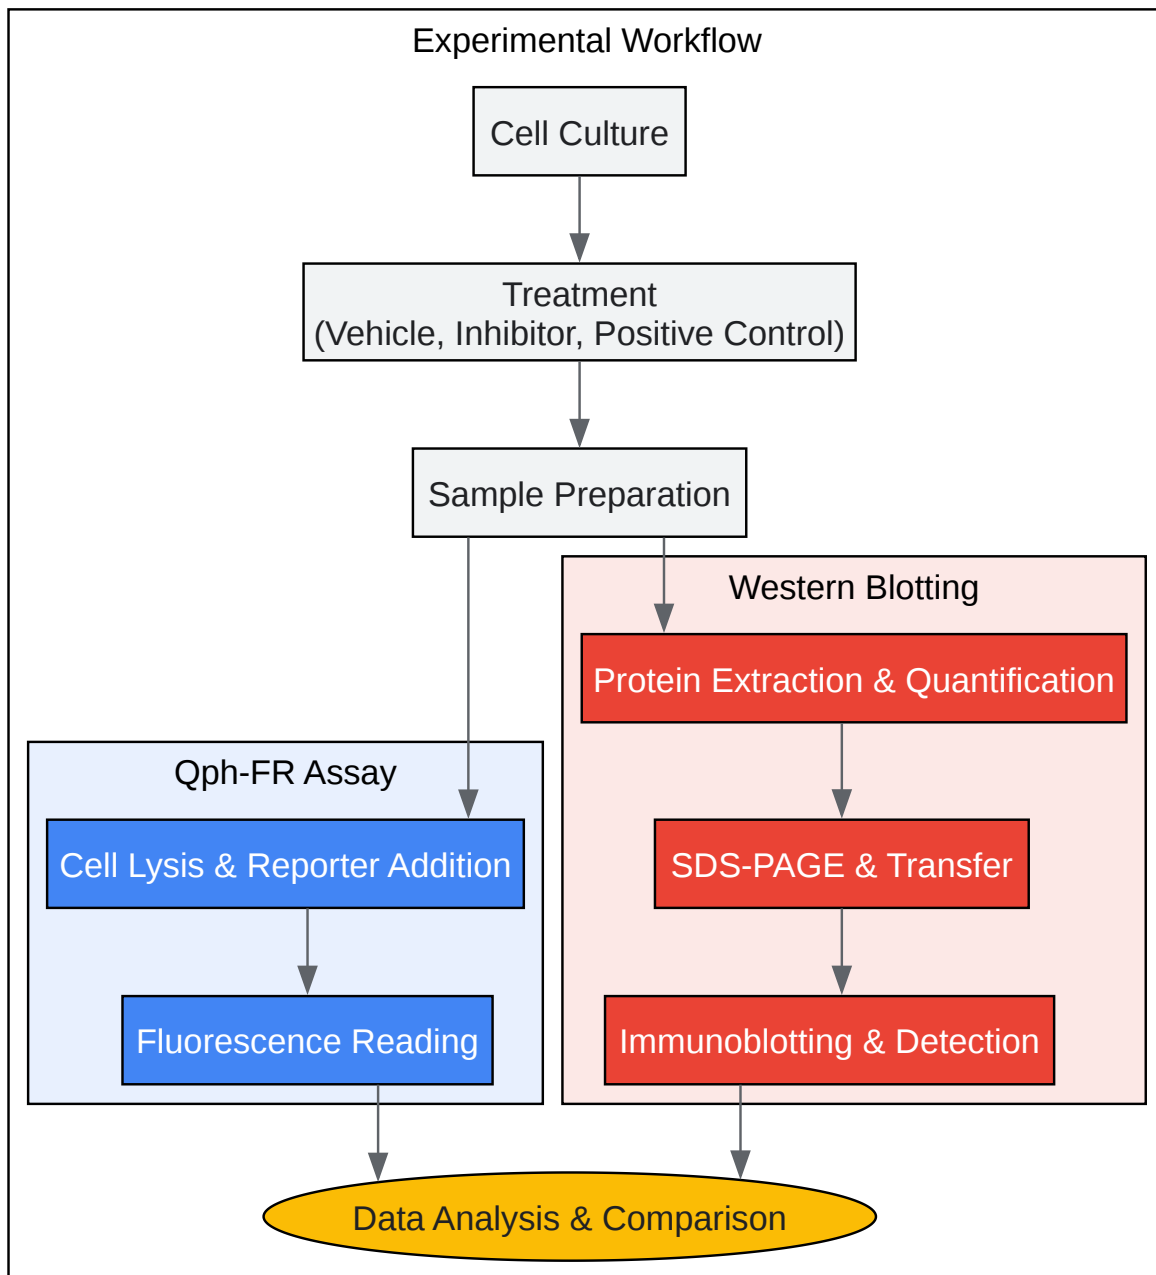 Experimental Workflow
Cell Culture
Treatment
(Vehicle, Inhibitor, Positive Control)
Sample Preparation
Western Blotting
Protein Extraction & Quantification
Qph-FR Assay
Cell Lysis & Reporter Addition
SDS-PAGE & Transfer
Fluorescence Reading
Immunoblotting & Detection
Data Analysis & Comparison